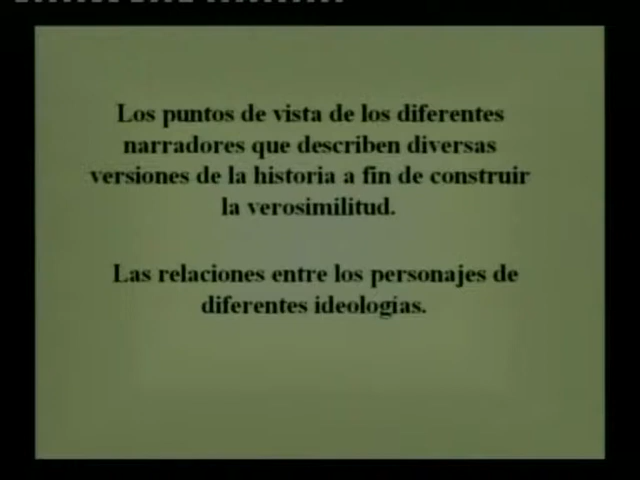 Los puntos de vista de los diferentes
narradores que describen diversas
versiones de la historia a fin de construir
la verosimilitud.
Las relaciones entre los personajes de
diferentes ideologías.